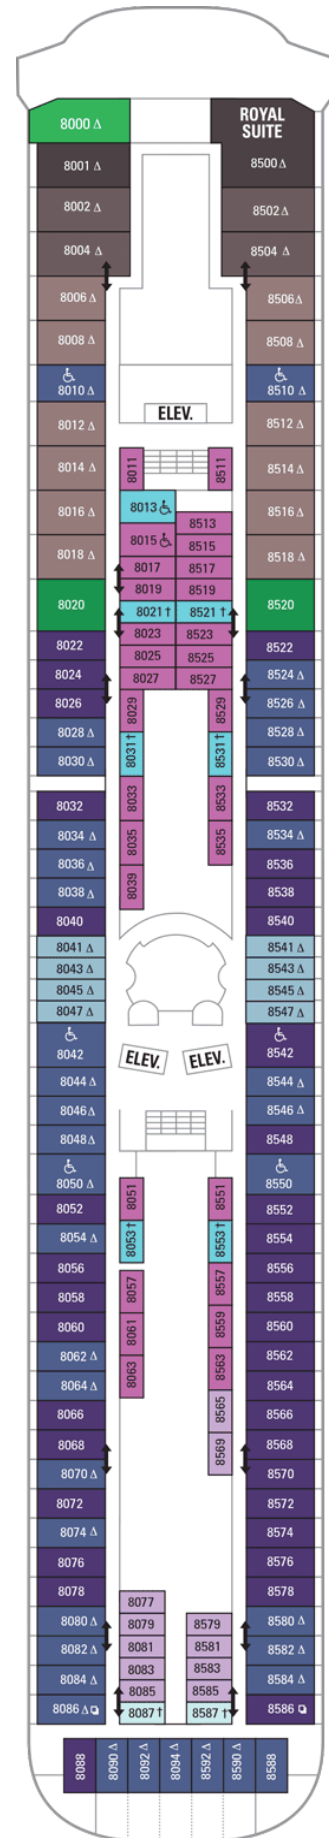 8000 Δ
ROYAL
SUITE
8001 Δ
8500 Δ
8002 Δ
8502 Δ
8004 Δ
8504 Δ
8006 Δ
8506 Δ
8008 Δ
8508 Δ
8010 Δ
8510 Δ
8012 Δ
ELEV.
8512 Δ
8014 Δ
8011
8511
8514 Δ
8016 Δ
8013
8513
8516 Δ
8015
8515
8018 Δ
8017
8517
8518 Δ
8019
8519
8020
8021 †
8521 †
8520
8023
8523
8022
8025
8525
8522
8024
8027
8527
8524 Δ
8026
8029
8529
8526 Δ
8028 Δ
8031 †
8531 †
8528 Δ
8030 Δ
8530 Δ
8032
8033
8533
8532
8034 Δ
8035
8535
8534 Δ
8036 Δ
8536
8038 Δ
8039
8538
8040
8540
8041 Δ
8541 Δ
8043 Δ
8543 Δ
8045 Δ
8545 Δ
8047 Δ
8547 Δ
8042
ELEV.
ELEV.
8542
8044 Δ
8544 Δ
8046 Δ
8546 Δ
8048 Δ
8548
8050 Δ
8550
8052
8051
8551
8552
8054 Δ
8053 †
8553 †
8554
8056
8057
8557
8556
8058
8558
8060
8061
8559
8560
8062 Δ
8063
8563
8562
8064 Δ
8564
8066
8565
8566
8068
8569
8568
8070 Δ
8570
8072
8572
8074 Δ
8574
8076
8576
8078
8077
8578
8080 Δ
8079
8579
8580 Δ
8082 Δ
8081
8581
8582 Δ
8084 Δ
8083
8583
8584 Δ
8085
8585
8086 Δ
8087 †
8587 †
8586
8088
8090 Δ
8092 Δ
8094 Δ
8592 Δ
8590 Δ
8588